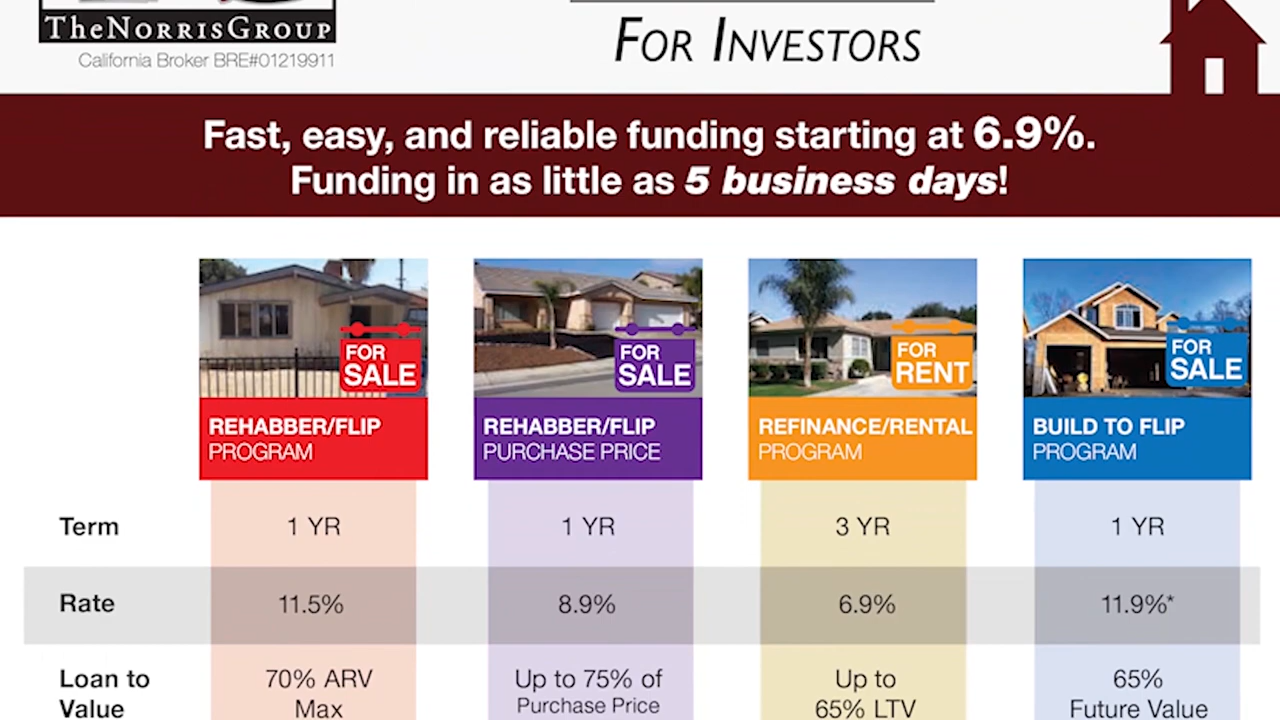 THENORRISGROUP
California Broker BRE#01219911
FOR INVESTORS
Fast, easy, and reliable funding starting at 6.9%.
Funding in as little as 5 business days!
FOR
SALE
FOR
SALE
FOR
RENT
FOR
SALE
REHABBER/FLIP
PROGRAM
REHABBER/FLIP
PURCHASE PRICE
REFINANCE/RENTAL
PROGRAM
BUILD TO FLIP
PROGRAM
Term 1 YR 1 YR 3 YR 1 YR
Rate 11.5% 8.9% 6.9% 11.9%*
Loan to 70% ARV Up to 75% of Up to 65%
Value Max Purchase Price 65% LTV Future Value